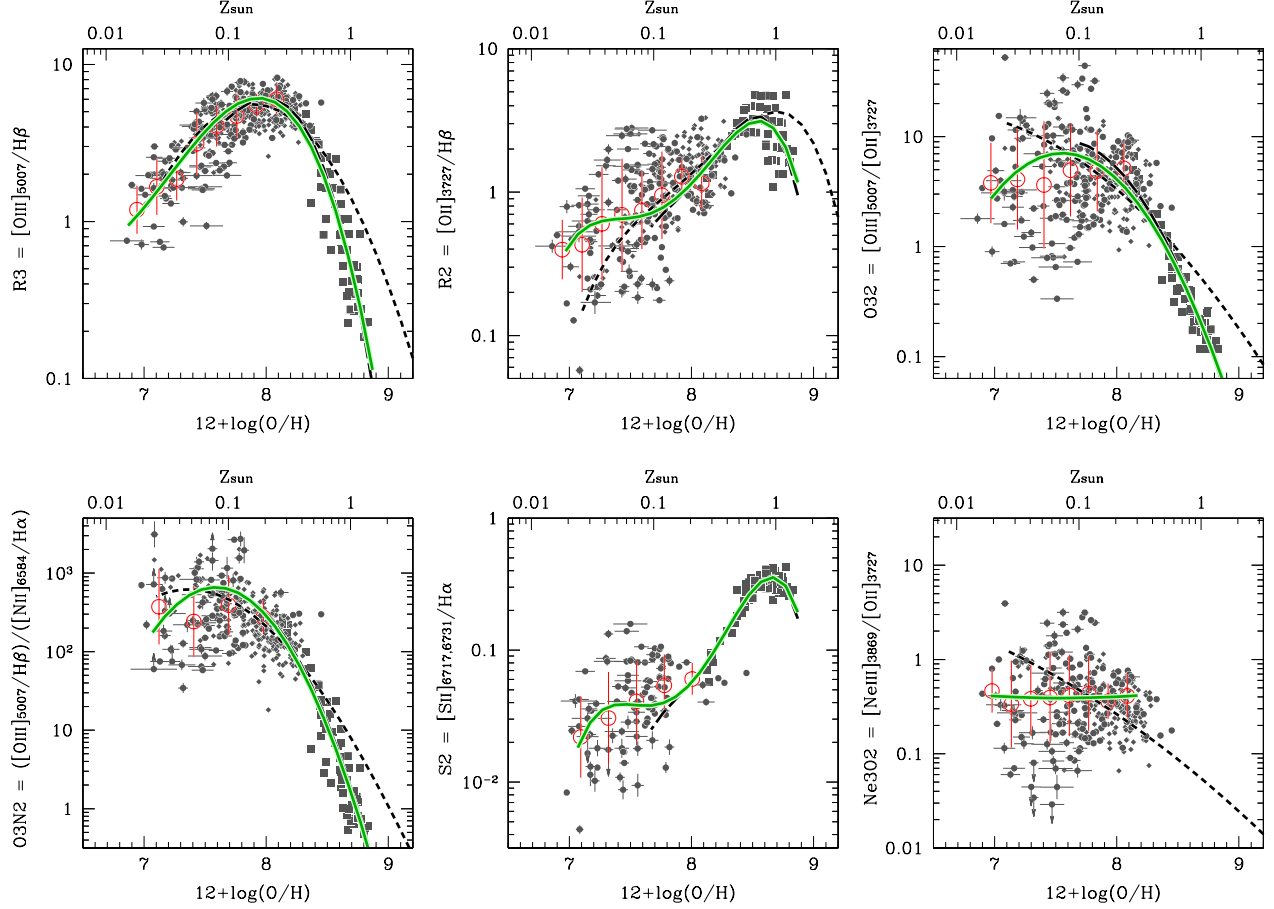 Zsun Zsun Zsun
0.01 0.1 1 0.01 0.1 1 0.01 0.1 1
R3 = [OIII]5007/Hβ
10
1
0.1
7 8 9
12+log(O/H)
R2 = [OII]3727/Hβ
10
1
0.1
7 8 9
12+log(O/H)
O32 = [OIII]5007/[OII]3727
10
1
0.1
7 8 9
12+log(O/H)
Zsun Zsun Zsun
0.01 0.1 1 0.01 0.1 1 0.01 0.1 1
O3N2 = ([OIII]5007/Hβ)/([NII]6584/Hα)
10³
10²
10
1
7 8 9
12+log(O/H)
S2 = [SII]6717,6731/Hα
1
0.1
10⁻²
7 8 9
12+log(O/H)
Ne3O2 = [NeIII]3869/[OII]3727
10
1
0.1
0.01
7 8 9
12+log(O/H)